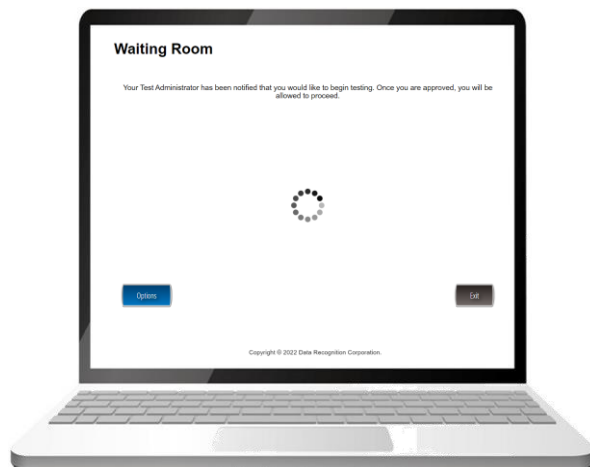 Waiting Room
Your Test Administrator has been notified that you would like to begin testing. Once you are approved, you will be
allowed to proceed.
Options
Exit
Copyright © 2022 Data Recognition Corporation.